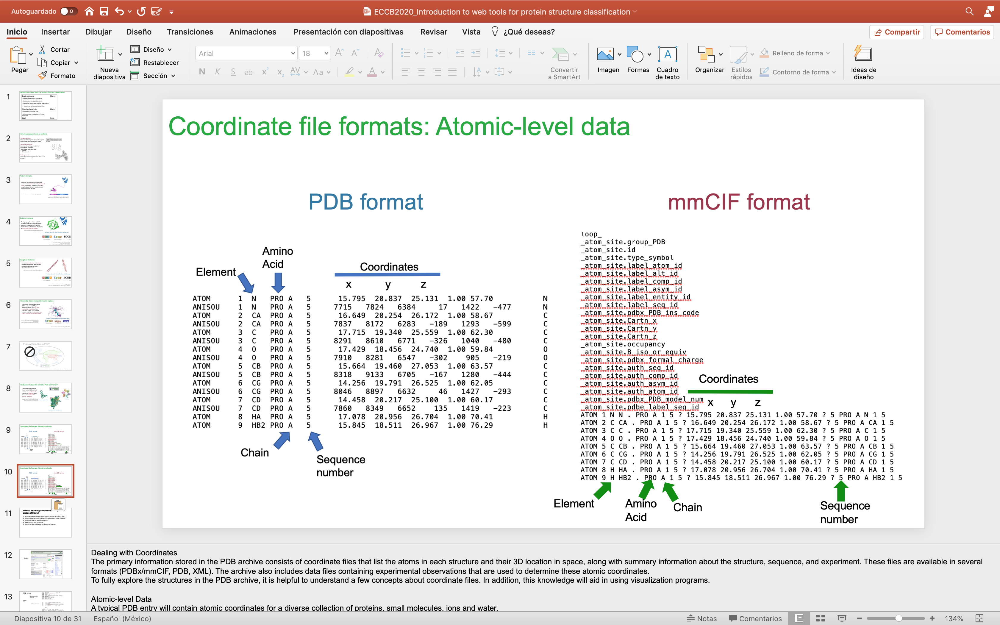 Autoguardado
ECCB2020_Introduction to web tools for protein structure classification
Inicio Insertar Dibujar Diseño Transiciones Animaciones Presentación con diapositivas Revisar Vista ¿Qué deseas? Compartir Comentarios
Pegar
Cortar
Copiar
Formato
Nueva diapositiva
Diseño
Restablecer
Sección
Arial 18
N K S ab x² x₂ AV Aa A
Convertir a SmartArt
Imagen
Formas
Cuadro de texto
Organizar
Estilos rápidos
Relleno de forma
Contorno de forma
Ideas de diseño
1
2
3
4
5
6
7
8
9
10
11
12
13
Coordinate file formats: Atomic-level data
PDB format
Element
Amino
Acid
Coordinates
x y z
ATOM 1 N PRO A 5 15.795 20.837 25.131 1.00 57.70 N
ANISOU 1 N PRO A 5 7715 7824 6384 17 1422 -477 N
ATOM 2 CA PRO A 5 16.649 20.254 26.172 1.00 58.67 C
ANISOU 2 CA PRO A 5 7837 8172 6283 -189 1293 -599 C
ATOM 3 C PRO A 5 17.715 19.340 25.559 1.00 62.30 C
ANISOU 3 C PRO A 5 8291 8610 6771 -326 1040 -480 C
ATOM 4 O PRO A 5 17.429 18.456 24.740 1.00 59.84 O
ANISOU 4 O PRO A 5 7910 8281 6547 -302 905 -219 O
ATOM 5 CB PRO A 5 15.664 19.460 27.053 1.00 63.57 C
ANISOU 5 CB PRO A 5 8318 9133 6705 -167 1280 -444 C
ATOM 6 CG PRO A 5 14.256 19.791 26.525 1.00 62.05 C
ANISOU 6 CG PRO A 5 8046 8897 6632 46 1427 -293 C
ATOM 7 CD PRO A 5 14.458 20.217 25.100 1.00 60.17 C
ANISOU 7 CD PRO A 5 7860 8349 6652 135 1419 -223 C
ATOM 8 HA PRO A 5 17.078 20.956 26.704 1.00 70.41 H
ATOM 9 HB2 PRO A 5 15.845 18.511 26.967 1.00 76.29 H
Chain
Sequence
number
mmCIF format
loop_
_atom_site.group_PDB
_atom_site.id
_atom_site.type_symbol
_atom_site.label_atom_id
_atom_site.label_alt_id
_atom_site.label_comp_id
_atom_site.label_asym_id
_atom_site.label_entity_id
_atom_site.label_seq_id
_atom_site.pdbx_PDB_ins_code
_atom_site.Cartn_x
_atom_site.Cartn_y
_atom_site.Cartn_z
_atom_site.occupancy
_atom_site.B_iso_or_equiv
_atom_site.pdbx_formal_charge
_atom_site.auth_seq_id
_atom_site.auth_comp_id
_atom_site.auth_asym_id
_atom_site.auth_atom_id
_atom_site.pdbx_PDB_model_num
_atom_site.pdbe_label_seq_id
Coordinates
x y z
ATOM 1 N N . PRO A 1 5 ? 15.795 20.837 25.131 1.00 57.70 ? 5 PRO A N 1 5
ATOM 2 C CA . PRO A 1 5 ? 16.649 20.254 26.172 1.00 58.67 ? 5 PRO A CA 1 5
ATOM 3 C C . PRO A 1 5 ? 17.715 19.340 25.559 1.00 62.30 ? 5 PRO A C 1 5
ATOM 4 O O . PRO A 1 5 ? 17.429 18.456 24.740 1.00 59.84 ? 5 PRO A O 1 5
ATOM 5 C CB . PRO A 1 5 ? 15.664 19.460 27.053 1.00 63.57 ? 5 PRO A CB 1 5
ATOM 6 C CG . PRO A 1 5 ? 14.256 19.791 26.525 1.00 62.05 ? 5 PRO A CG 1 5
ATOM 7 C CD . PRO A 1 5 ? 14.458 20.217 25.100 1.00 60.17 ? 5 PRO A CD 1 5
ATOM 8 H HA . PRO A 1 5 ? 17.078 20.956 26.704 1.00 70.41 ? 5 PRO A HA 1 5
ATOM 9 H HB2 . PRO A 1 5 ? 15.845 18.511 26.967 1.00 76.29 ? 5 PRO A HB2 1 5
Element
Amino
Acid
Chain
Sequence
number
Dealing with Coordinates
The primary information stored in the PDB archive consists of coordinate files that list the atoms in each structure and their 3D location in space, along with summary information about the structure, sequence, and experiment. These files are available in several
formats (PDBx/mmCIF, PDB, XML). The archive also includes data files containing experimental observations that are used to determine these atomic coordinates.
To fully explore the structures in the PDB archive, it is helpful to understand a few concepts about coordinate files. In addition, this knowledge will aid in using visualization programs.
Atomic-level Data
A typical PDB entry will contain atomic coordinates for a diverse collection of proteins, small molecules, ions and water.
Diapositiva 10 de 31 Español (México) Notas Comentarios 134%